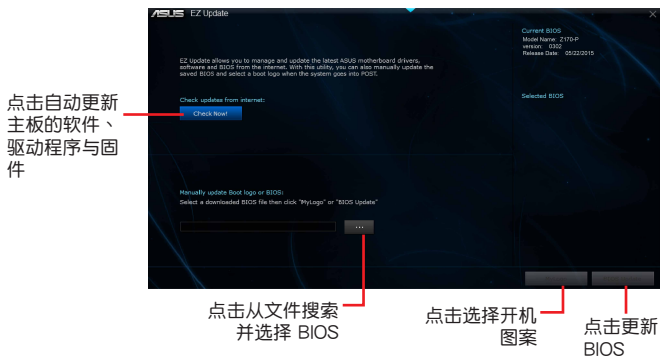 ASUS EZ Update
EZ Update allows you to manage and update the latest ASUS motherboard drivers,
software and BIOS from the internet. With this utility, you can also manually update the
saved BIOS and select a boot logo when the system goes into POST.
Check updates from internet:
Check Now!
Manually update Boot logo or BIOS:
Select a downloaded BIOS file then click "MyLogo" or "BIOS Update"
...
Current BIOS
Model Name: Z170-P
version: 0302
Release Date: 05/22/2015
Selected BIOS
点击自动更新
主板的软件、
驱动程序与固
件
点击从文件搜索
并选择 BIOS
点击选择开机
图案
点击更新
BIOS